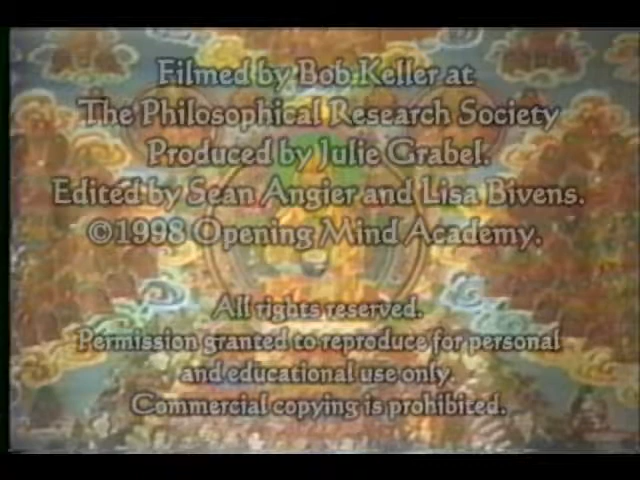 Filmed by Bob Keller at
The Philosophical Research Society
Produced by Julie Grabel.
Edited by Sean Angier and Lisa Bivens.
©1998 Opening Mind Academy.
All rights reserved.
Permission granted to reproduce for personal
and educational use only.
Commercial copying is prohibited.